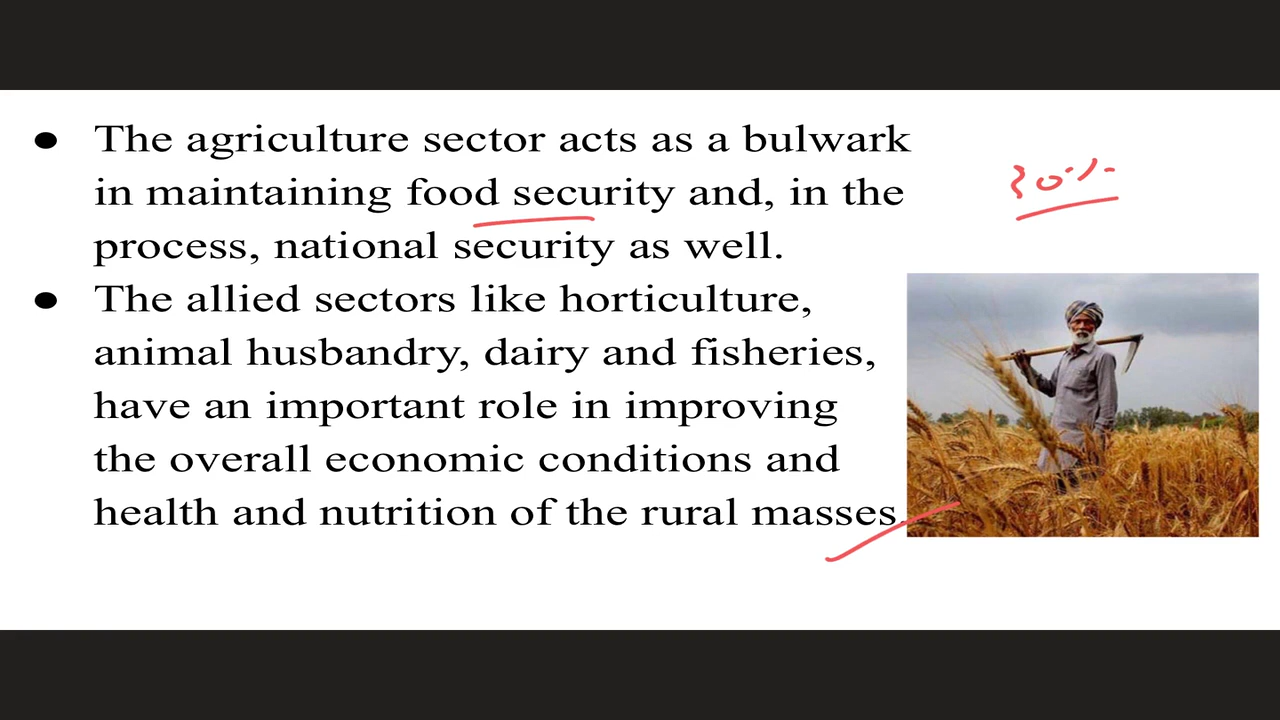 ● The agriculture sector acts as a bulwark
in maintaining food security and, in the
process, national security as well.
● The allied sectors like horticulture,
animal husbandry, dairy and fisheries,
have an important role in improving
the overall economic conditions and
health and nutrition of the rural masses.